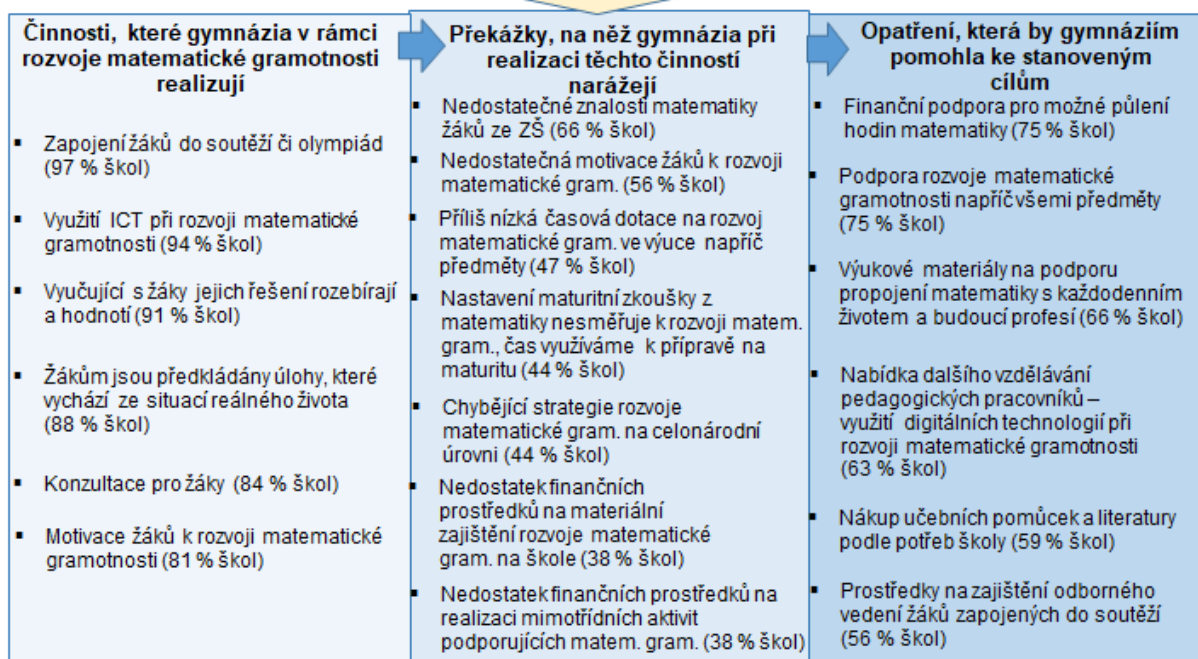 Činnosti, které gymnázia v rámci
rozvoje matematické gramotnosti
realizují
▪ Zapojení žáků do soutěží či olympiád
(97 % škol)
▪ Využití ICT při rozvoji matematické
gramotnosti (94 % škol)
▪ Vyučující s žáky jejich řešení rozebírají
a hodnotí (91 % škol)
▪ Žákům jsou předkládány úlohy, které
vychází ze situací reálného života
(88 % škol)
▪ Konzultace pro žáky (84 % škol)
▪ Motivace žáků k rozvoji matematické
gramotnosti (81 % škol)
Překážky, na něž gymnázia při
realizaci těchto činností
narážejí
▪ Nedostatečné znalosti matematiky
žáků ze ZŠ (66 % škol)
▪ Nedostatečná motivace žáků k rozvoji
matematické gram. (56 % škol)
▪ Příliš nízká časová dotace na rozvoj
matematické gram. ve výuce napříč
předměty (47 % škol)
▪ Nastavení maturitní zkoušky z
matematiky nesměřuje k rozvoji matem.
gram., čas využíváme k přípravě na
maturitu (44 % škol)
▪ Chybějící strategie rozvoje
matematické gram. na celonárodní
úrovni (44 % škol)
▪ Nedostatek finančních
prostředků na materiální
zajištění rozvoje matematické
gram. na škole (38 % škol)
▪ Nedostatek finančních prostředků na
realizaci mimotřídních aktivit
podporujících matem. gram. (38 % škol)
Opatření, která by gymnáziím
pomohla ke stanoveným
cílům
▪ Finanční podpora pro možné půlení
hodin matematiky (75 % škol)
▪ Podpora rozvoje matematické
gramotnosti napříč všemi předměty
(75 % škol)
▪ Výukové materiály na podporu
propojení matematiky s každodenním
životem a budoucí profesí (66 % škol)
▪ Nabídka dalšího vzdělávání
pedagogických pracovníků –
využití digitálních technologií při
rozvoji matematické gramotnosti
(63 % škol)
▪ Nákup učebních pomůcek a literatury
podle potřeb školy (59 % škol)
▪ Prostředky na zajištění odborného
vedení žáků zapojených do soutěží
(56 % škol)